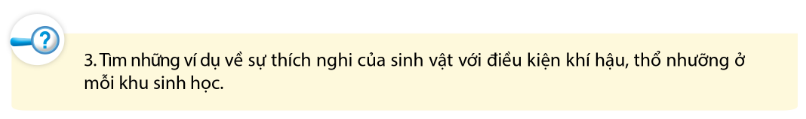 3. Tìm những ví dụ về sự thích nghi của sinh vật với điều kiện khí hậu, thổ nhưỡng ở
mỗi khu sinh học.